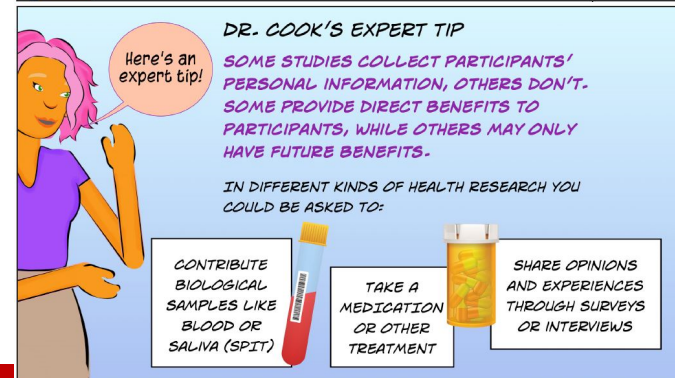 DR. COOK'S EXPERT TIP
Here's an
expert tip!
SOME STUDIES COLLECT PARTICIPANTS'
PERSONAL INFORMATION, OTHERS DON'T.
SOME PROVIDE DIRECT BENEFITS TO
PARTICIPANTS, WHILE OTHERS MAY ONLY
HAVE FUTURE BENEFITS.
IN DIFFERENT KINDS OF HEALTH RESEARCH YOU
COULD BE ASKED TO:
CONTRIBUTE
BIOLOGICAL
SAMPLES LIKE
BLOOD OR
SALIVA (SPIT)
TAKE A
MEDICATION
OR OTHER
TREATMENT
SHARE OPINIONS
AND EXPERIENCES
THROUGH SURVEYS
OR INTERVIEWS